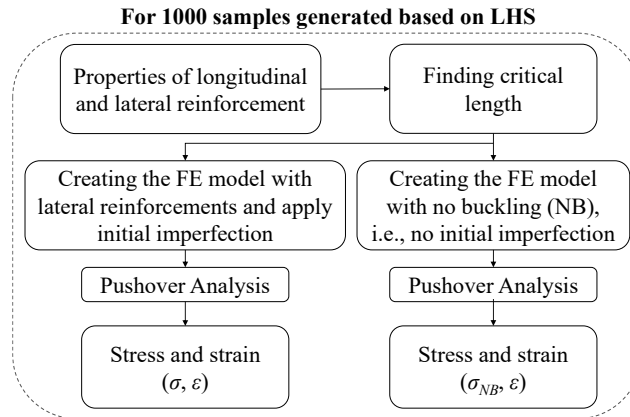 For 1000 samples generated based on LHS
Properties of longitudinal
and lateral reinforcement
Finding critical
length
Creating the FE model with
lateral reinforcements and apply
initial imperfection
Creating the FE model
with no buckling (NB),
i.e., no initial imperfection
Pushover Analysis
Pushover Analysis
Stress and strain
(σ, ε)
Stress and strain
(σNB, ε)